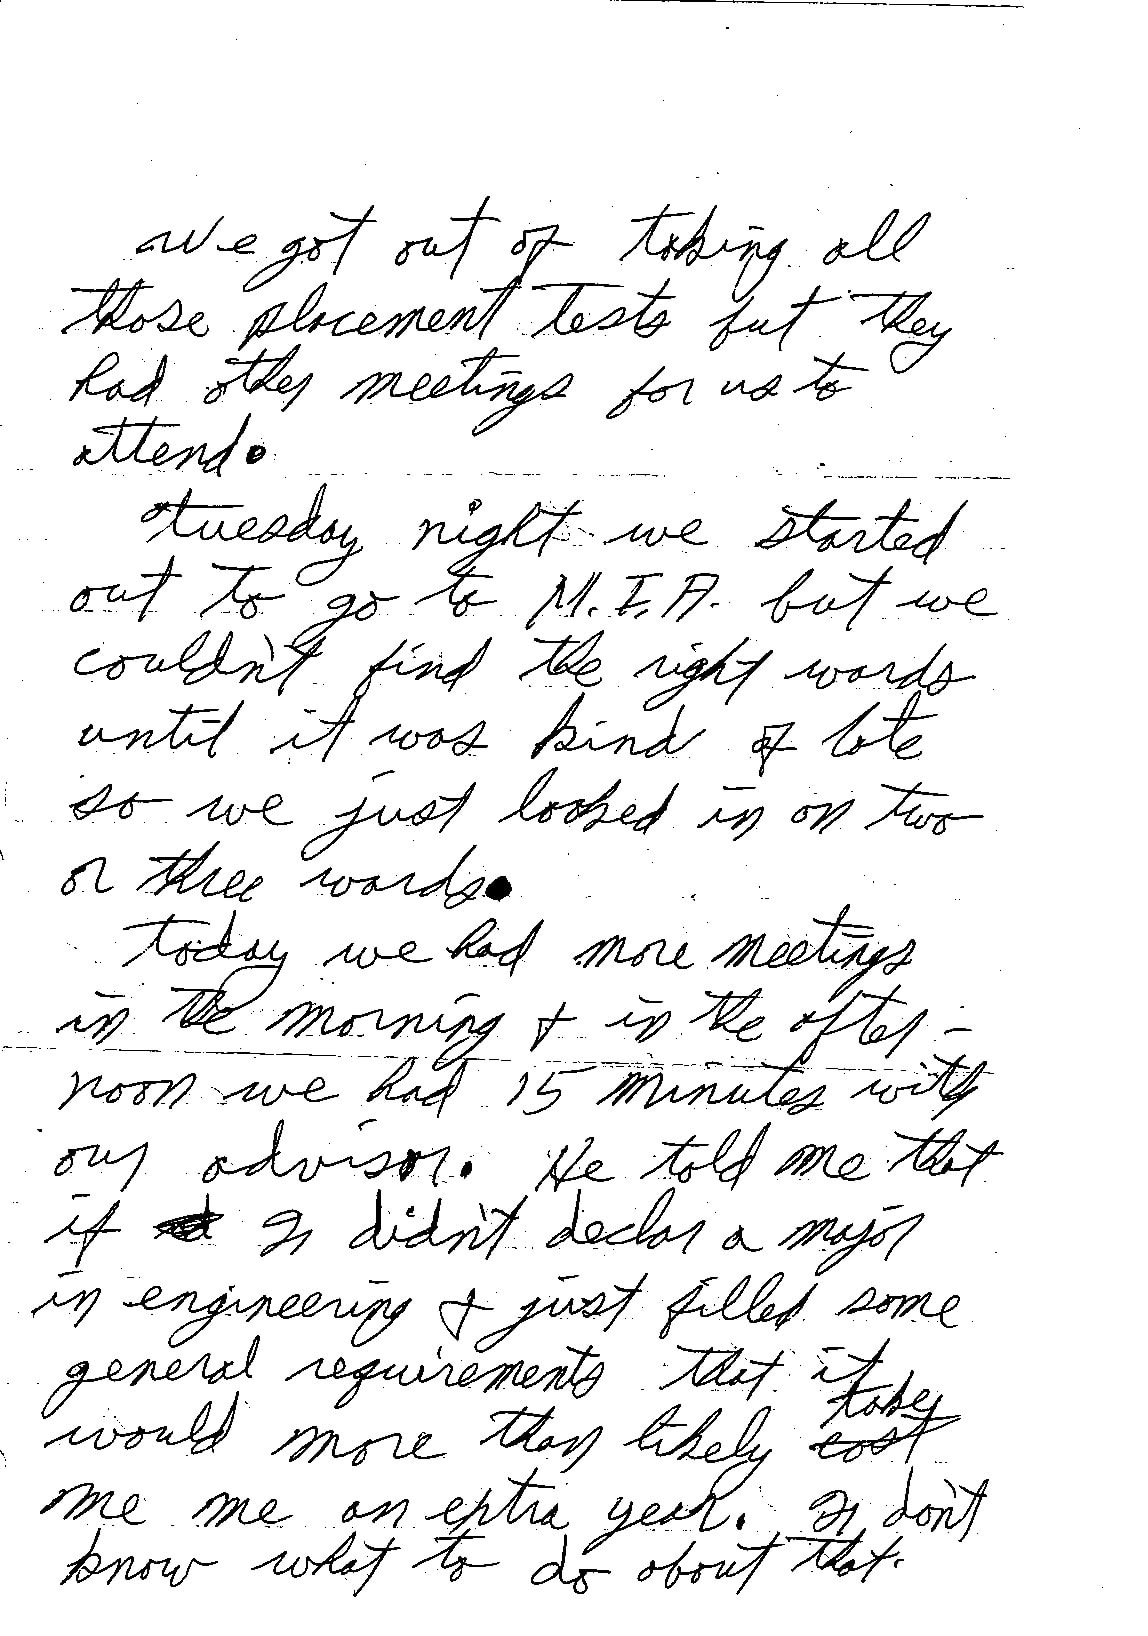 We got out of taking all
those placement tests but they
had other meetings for us to
attend.
Tuesday night we started
out to go to M.I.A. but we
couldn't find the right wards
until it was kind of late
so we just looked in on two
or three wards.
Today we had more meetings
in the morning + in the after-
noon we had 15 minutes with
our advisor. He told me that
if I didn't declar a major
in engineering + just filled some
general requirements that it
would more than likely cost takes
me me an extra year. I don't
know what to do about that.